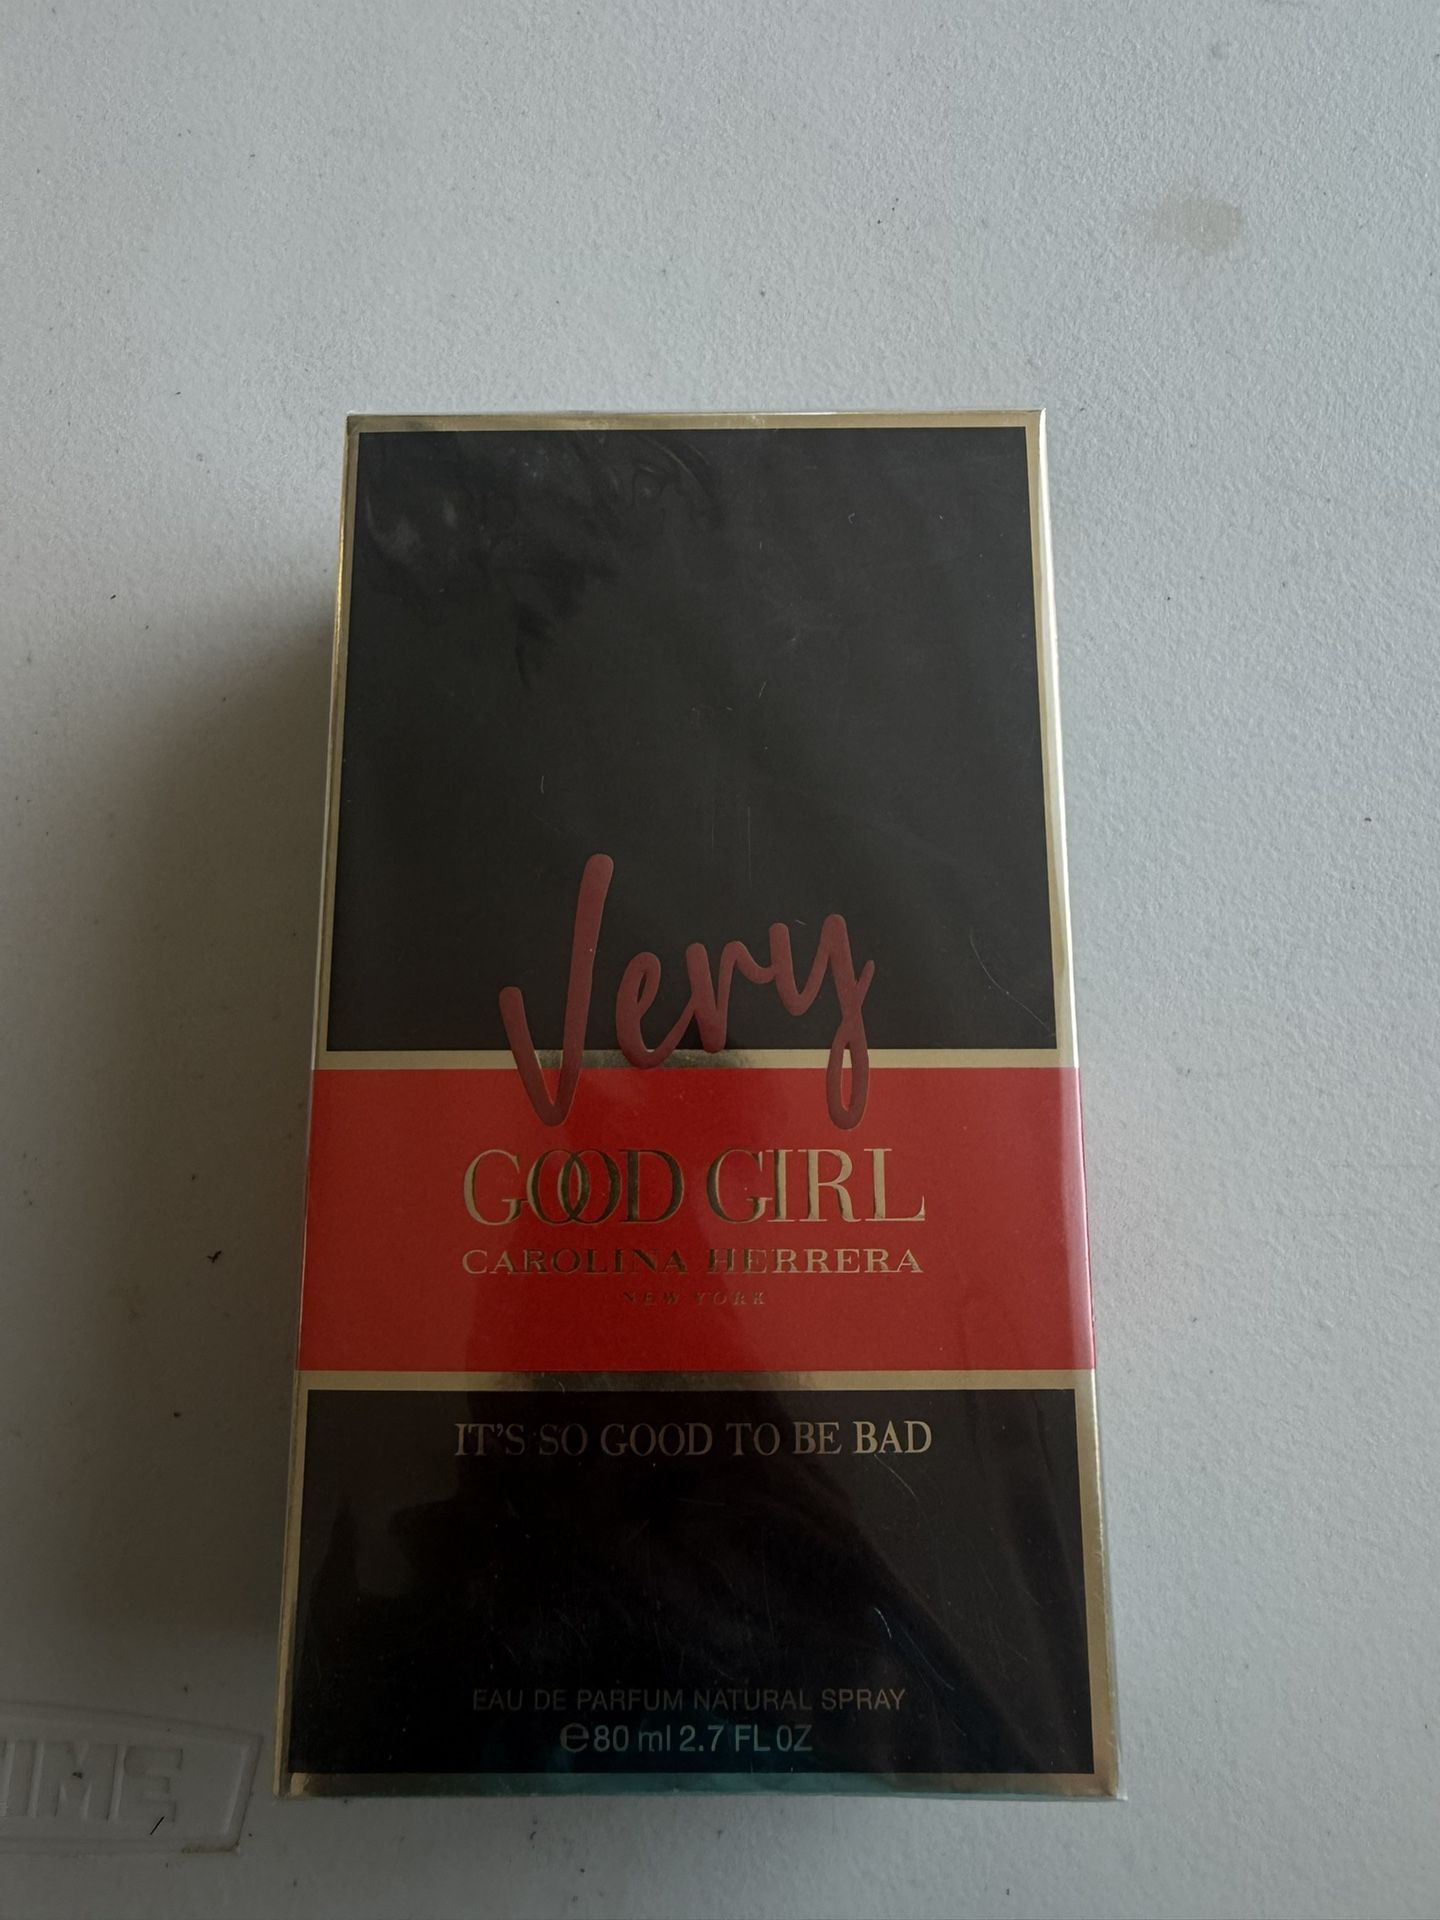 Very
GOOD GIRL
CAROLINA HERRERA
NEW YORK
IT'S SO GOOD TO BE BAD
EAU DE PARFUM NATURAL SPRAY
℮80 ml 2.7 FL OZ